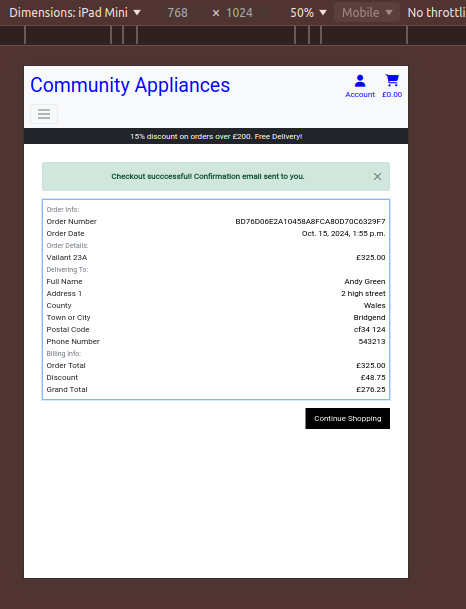 Dimensions: iPad Mini 768 × 1024 50% Mobile No throttli
Community Appliances
Account £0.00
15% discount on orders over £200. Free Delivery!
Checkout succcessful! Confirmation email sent to you.
Order Info:
Order Number BD76D06E2A10458A8FCA80D70C6329F7
Order Date Oct. 15, 2024, 1:55 p.m.
Order Details:
Vailant 23A £325.00
Delivering To:
Full Name Andy Green
Address 1 2 high street
County Wales
Town or City Bridgend
Postal Code cf34 124
Phone Number 543213
Billing Info:
Order Total £325.00
Discount £48.75
Grand Total £276.25
Continue Shopping